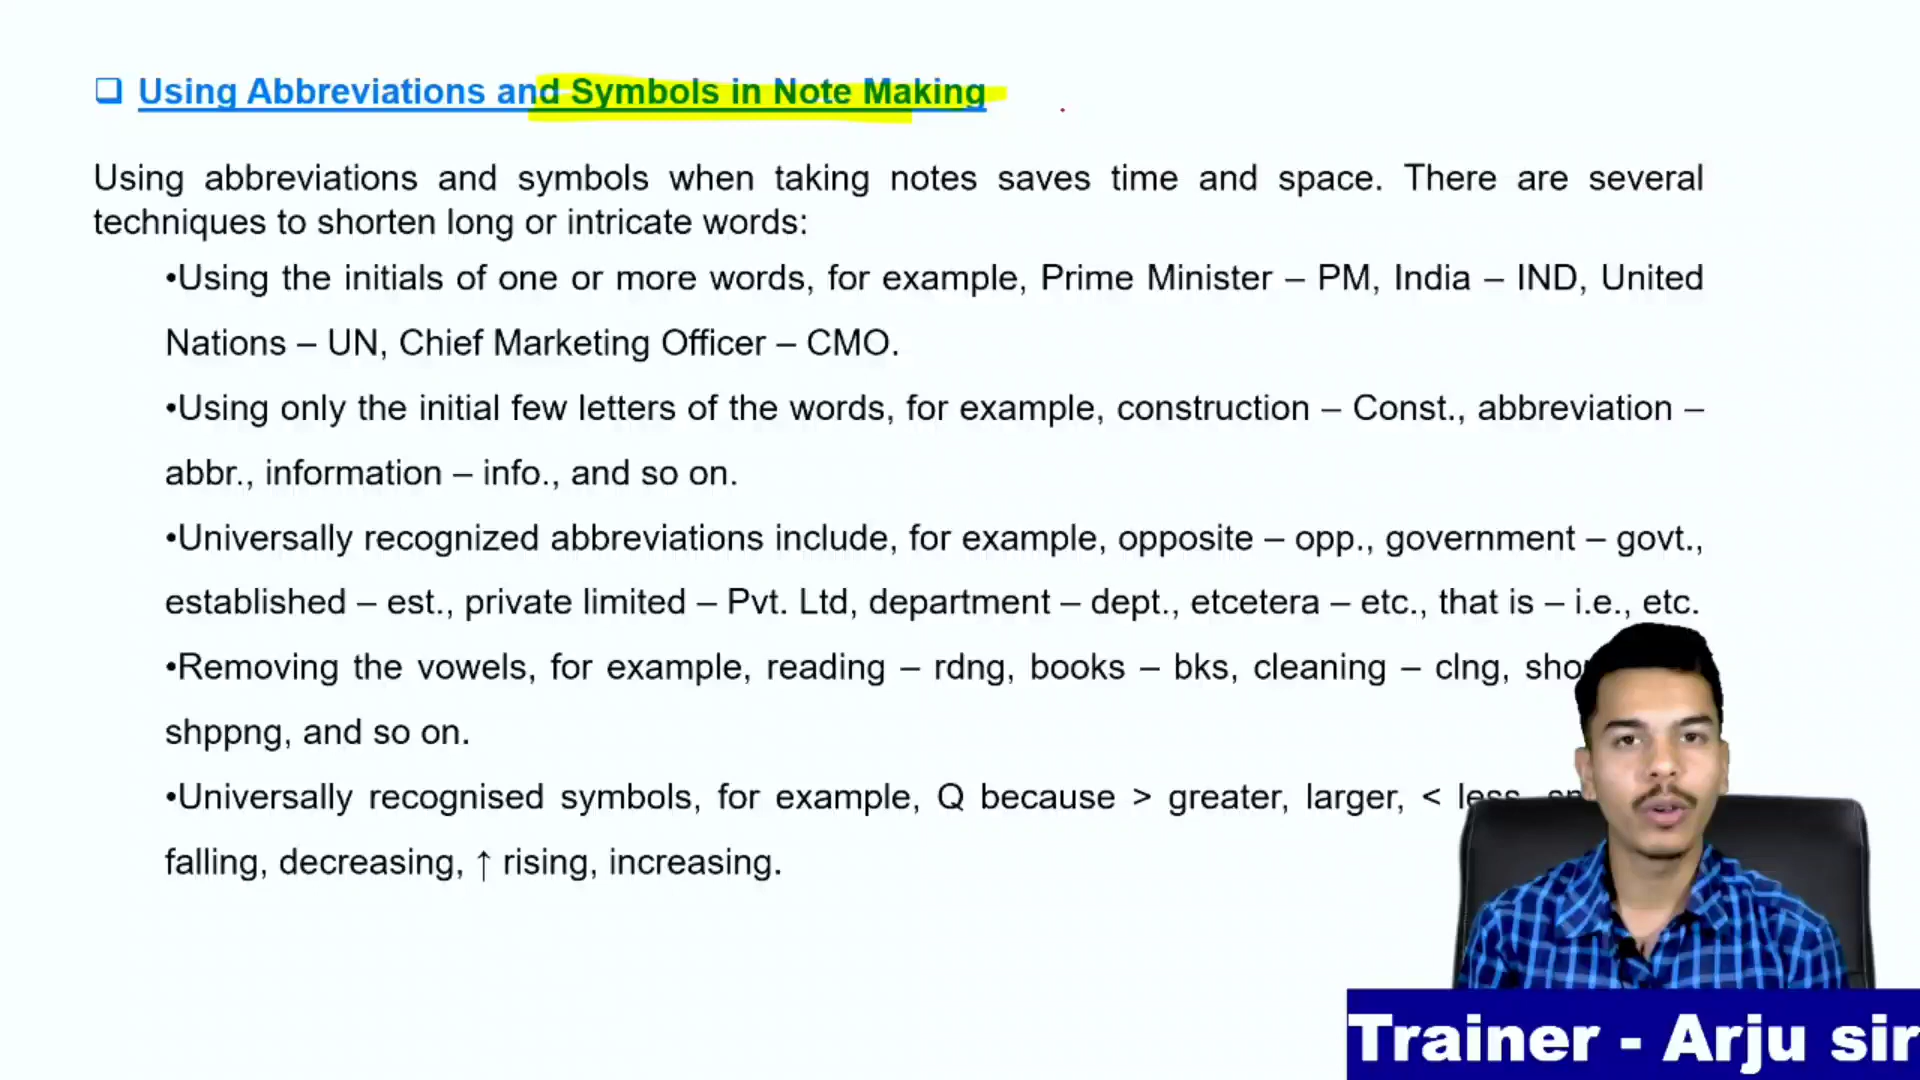 Using Abbreviations and Symbols in Note Making
Using abbreviations and symbols when taking notes saves time and space. There are several
techniques to shorten long or intricate words:
•Using the initials of one or more words, for example, Prime Minister – PM, India – IND, United
Nations – UN, Chief Marketing Officer – CMO.
•Using only the initial few letters of the words, for example, construction – Const., abbreviation –
abbr., information – info., and so on.
•Universally recognized abbreviations include, for example, opposite – opp., government – govt.,
established – est., private limited – Pvt. Ltd, department – dept., etcetera – etc., that is – i.e., etc.
•Removing the vowels, for example, reading – rdng, books – bks, cleaning – clng,
shppng, and so on.
•Universally recognised symbols, for example, Q because > greater, larger, < less,
falling, decreasing, ↑ rising, increasing.
Trainer - Arju sir